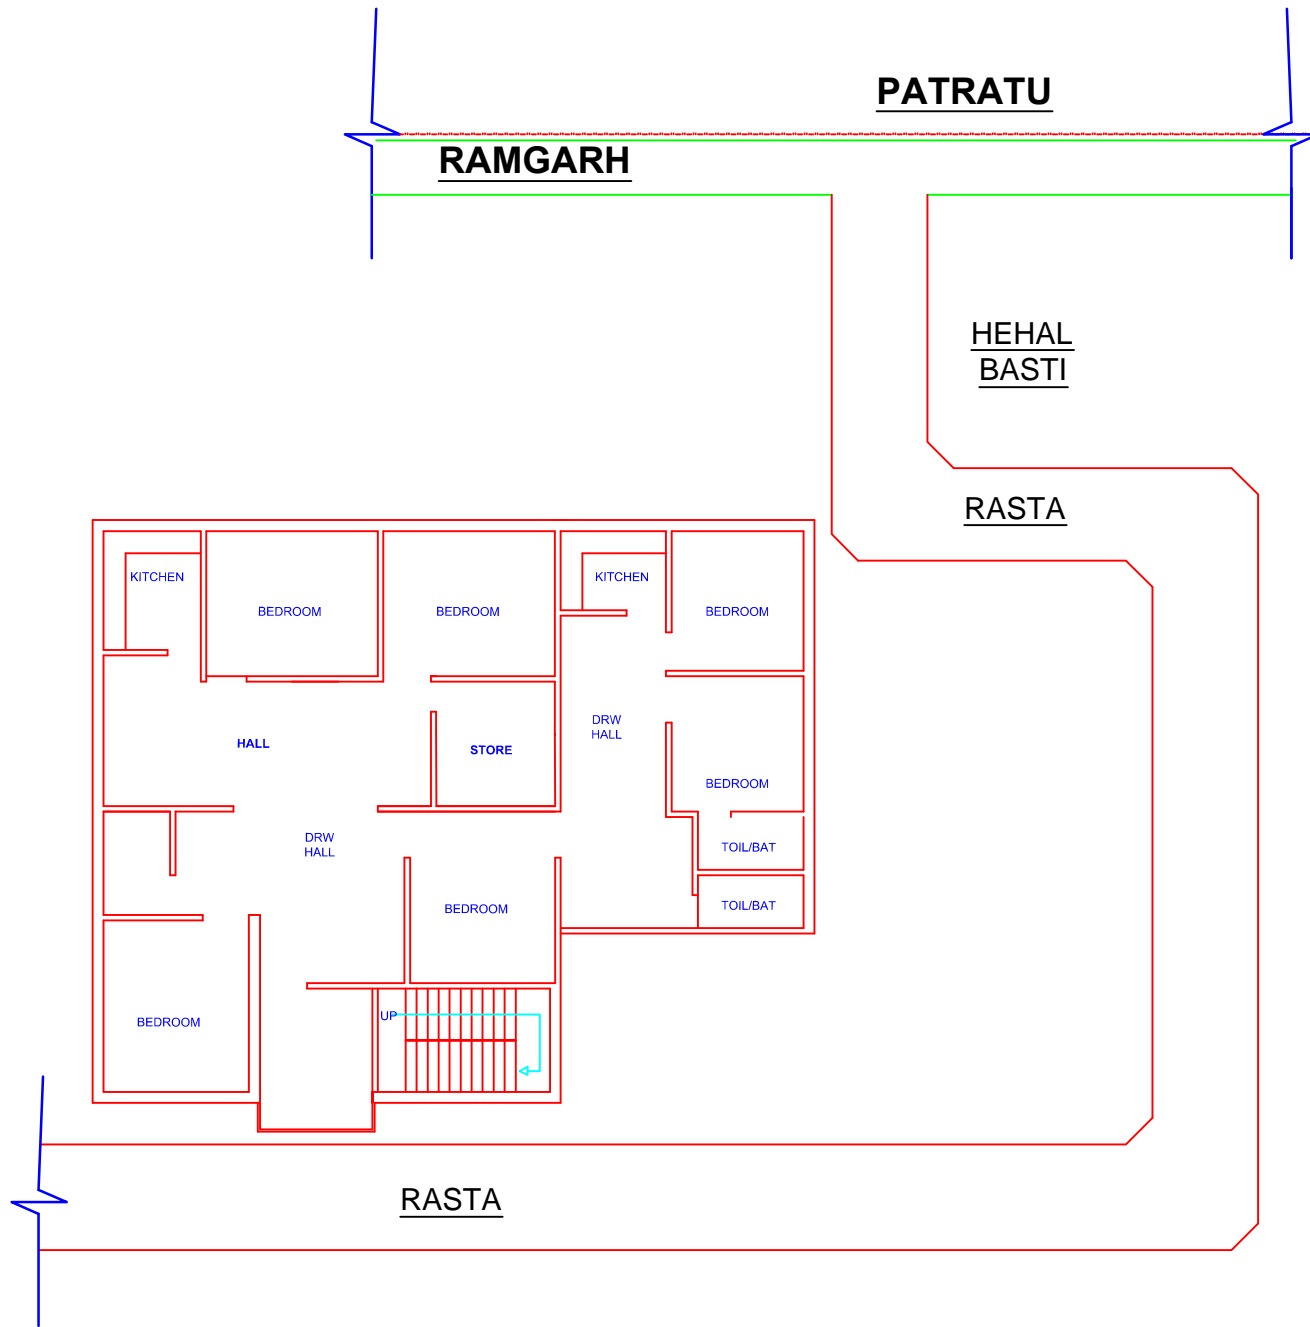 PATRATU
RAMGARH
HEHAL
BASTI
RASTA
KITCHEN
KITCHEN
BEDROOM
BEDROOM
BEDROOM
DRW
HALL
HALL
STORE
BEDROOM
DRW
HALL
TOIL/BAT
BEDROOM
TOIL/BAT
UP
BEDROOM
RASTA